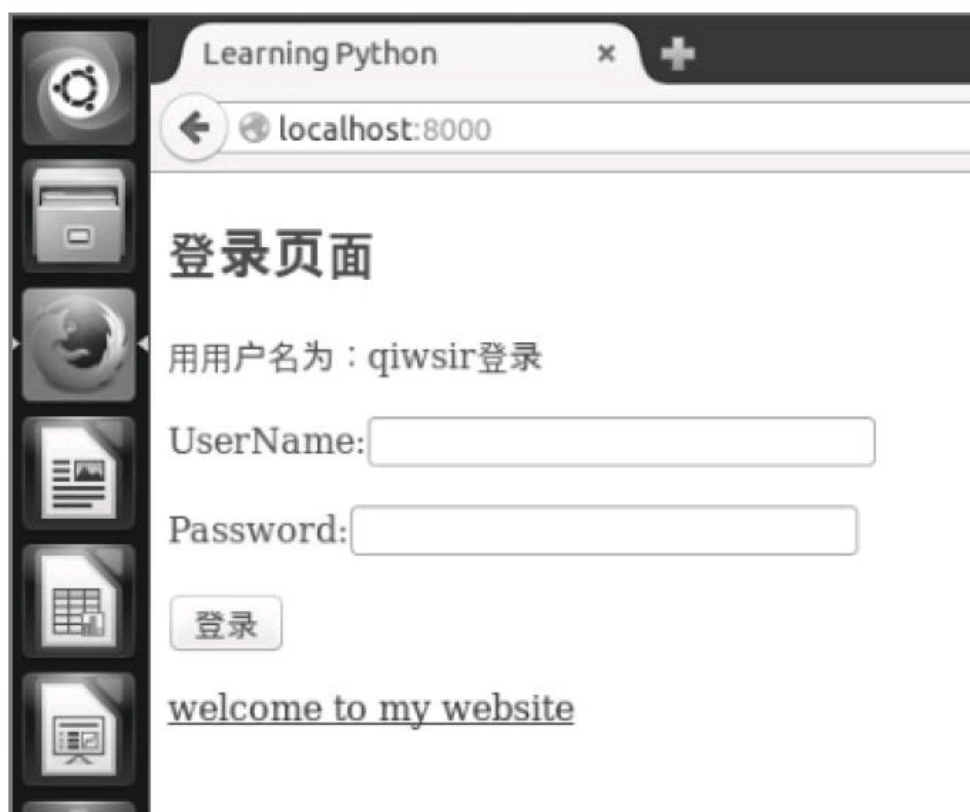 Learning Python
localhost:8000
登录页面
用用户名为：qiwsir登录
UserName:
Password:
登录
welcome to my website